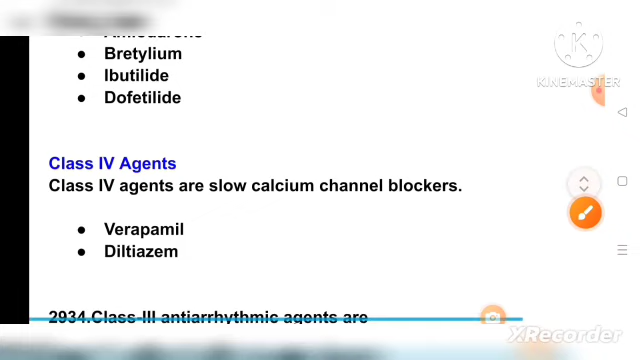 KINEMASTER
Amiodarone
● Bretylium
● Ibutilide
● Dofetilide
Class IV Agents
Class IV agents are slow calcium channel blockers.
● Verapamil
● Diltiazem
2934.Class-III antiarrhythmic agents are
XRecorder